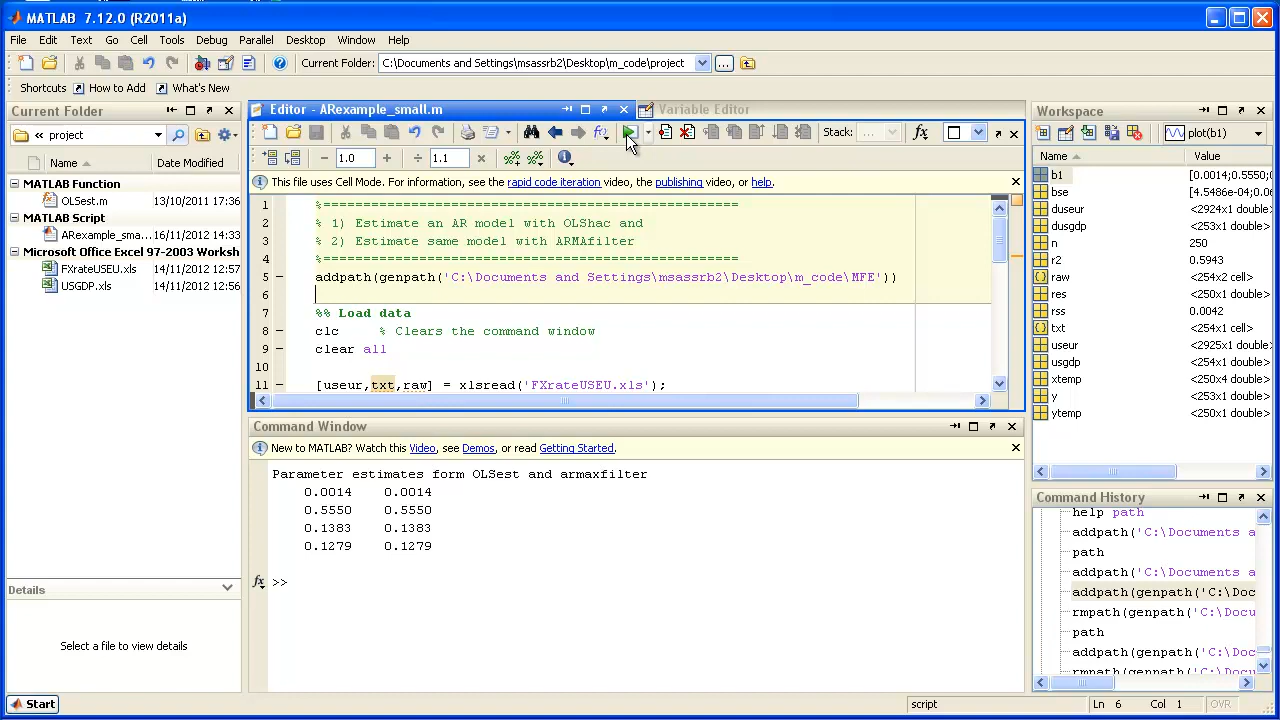 MATLAB 7.12.0 (R2011a)
File Edit Text Go Cell Tools Debug Parallel Desktop Window Help
Current Folder: C:\Documents and Settings\msassrb2\Desktop\m_code\project
Shortcuts How to Add What's New
Current Folder
« project
Name Date Modified
MATLAB Function
OLSest.m 13/10/2011 17:36
MATLAB Script
ARexample_sma... 16/11/2012 14:33
Microsoft Office Excel 97-2003 Worksh
FXrateUSEU.xls 14/11/2012 12:57
USGDP.xls 14/11/2012 12:57
Details
Select a file to view details
Start
Editor - ARexample_small.m
Variable Editor
Stack:
1.0 1.1
This file uses Cell Mode. For information, see the rapid code iteration video, the publishing video, or help.
1 %===============================================
2 % 1) Estimate an AR model with OLShac and
3 % 2) Estimate same model with ARMAfilter
4 %===============================================
5 addpath(genpath('C:\Documents and Settings\msassrb2\Desktop\m_code\MFE'))
6
7 %% Load data
8 clc % Clears the command window
9 clear all
10
11 [useur,txt,raw] = xlsread('FXrateUSEU.xls');
Command Window
New to MATLAB? Watch this Video, see Demos, or read Getting Started.
Parameter estimates form OLSest and armaxfilter
0.0014 0.0014
0.5550 0.5550
0.1383 0.1383
0.1279 0.1279
fx >>
Workspace
plot(b1)
Name Value
b1 [0.0014;0.5550;0
bse [4.5486e-04;0.06
duseur <2924x1 double>
dusgdp <253x1 double>
n 250
r2 0.5943
raw <254x2 cell>
res <250x1 double>
rss 0.0042
txt <254x1 cell>
useur <2925x1 double>
usgdp <254x1 double>
xtemp <250x4 double>
y <253x1 double>
ytemp <250x1 double>
Command History
help path
addpath('C:\Documents a
path
addpath('C:\Documents a
addpath(genpath('C:\Doc
rmpath(genpath('C:\Docu
path
addpath(genpath('C:\Doc
rmpath(genpath('C:\Docu
script Ln 6 Col 1 OVR